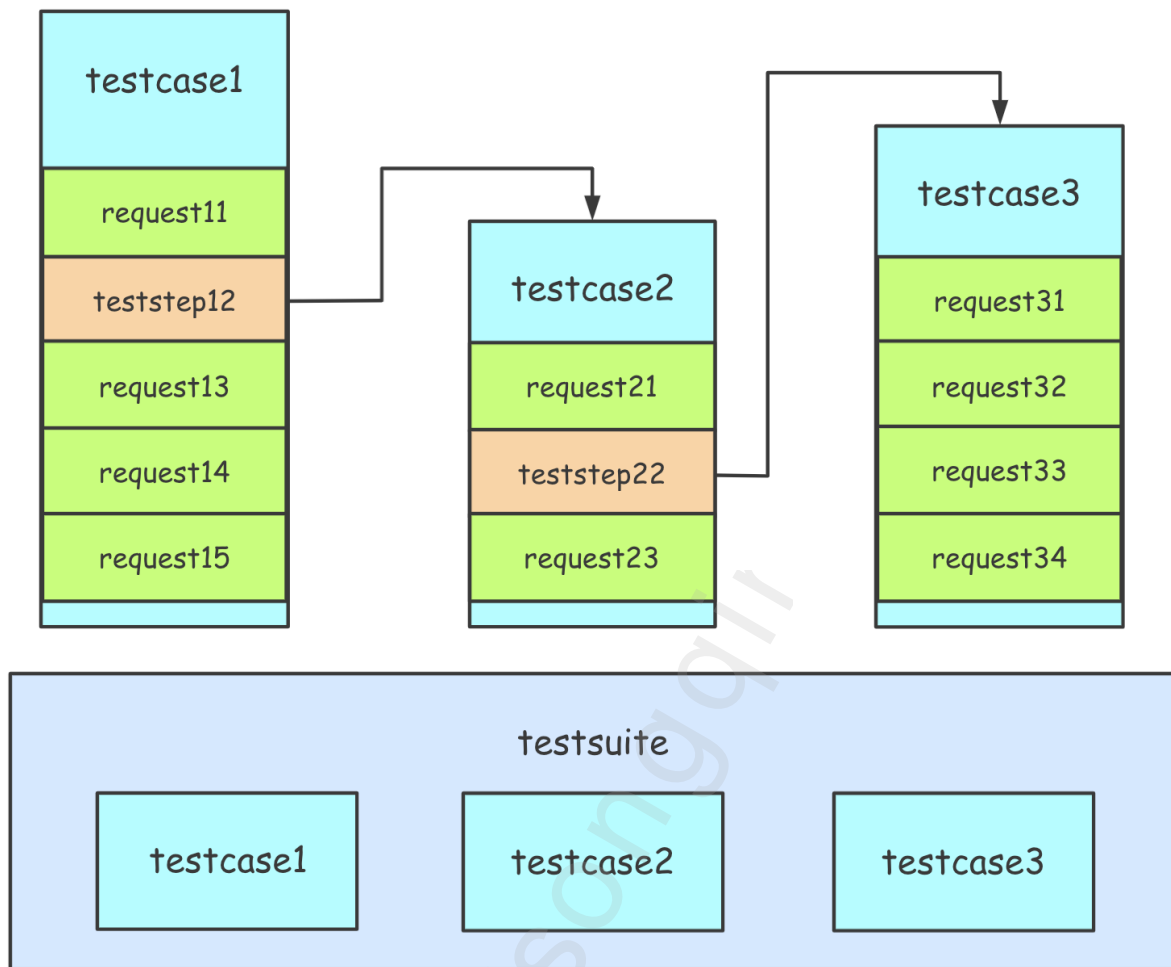 testcase1
request11
teststep12
request13
request14
request15
testcase2
request21
teststep22
request23
testcase3
request31
request32
request33
request34
testsuite
testcase1
testcase2
testcase3